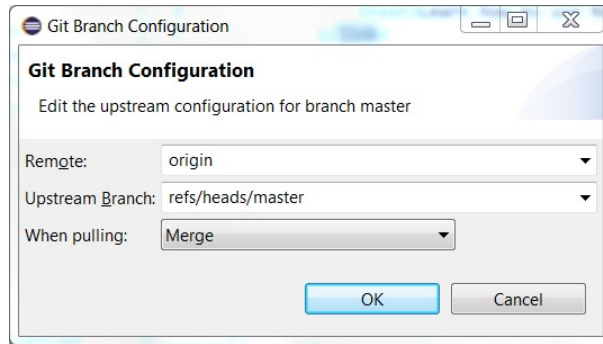 Git Branch Configuration
Git Branch Configuration
Edit the upstream configuration for branch master
Remote: origin
Upstream Branch: refs/heads/master
When pulling: Merge
OK Cancel